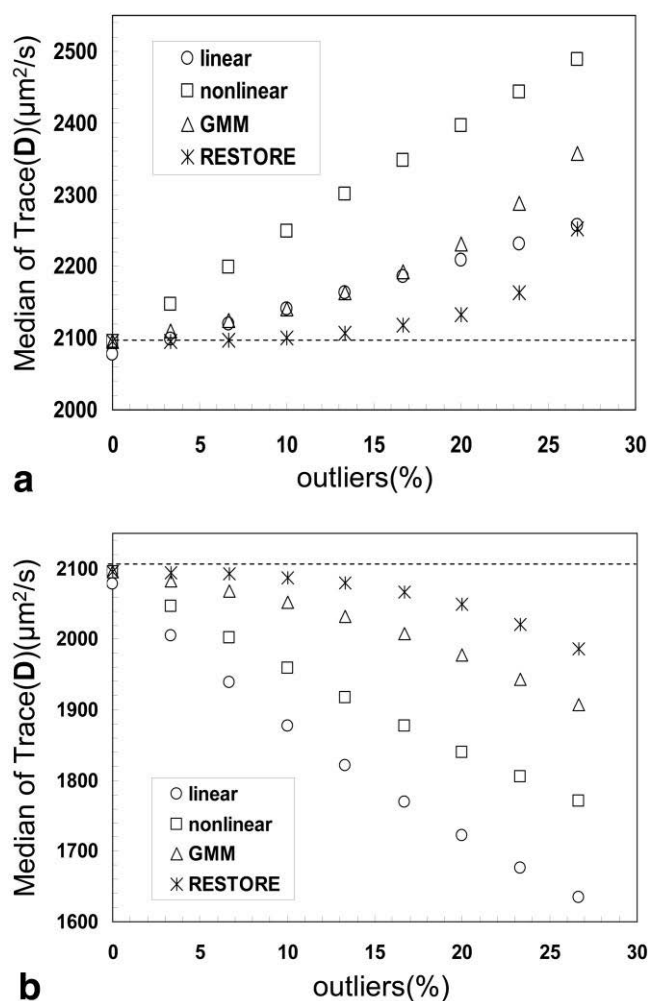 2500
2400
2300
2200
2100
2000
Median of Trace(D)(µm²/s)
linear
nonlinear
GMM
RESTORE
0 5 10 15 20 25 30
outliers(%)
a
2100
2000
1900
1800
1700
1600
Median of Trace(D)(µm²/s)
linear
nonlinear
GMM
RESTORE
0 5 10 15 20 25 30
outliers(%)
b